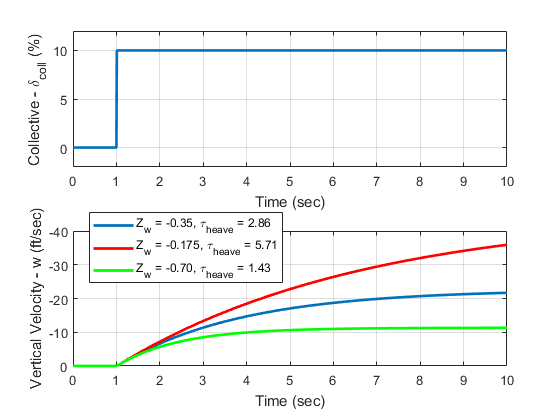 Collective - δcoll (%)
10
5
0
0 1 2 3 4 5 6 7 8 9 10
Time (sec)
Zw = -0.35, τheave = 2.86
Zw = -0.175, τheave = 5.71
Zw = -0.70, τheave = 1.43
Vertical Velocity - w (ft/sec)
-40
-30
-20
-10
0
0 1 2 3 4 5 6 7 8 9 10
Time (sec)